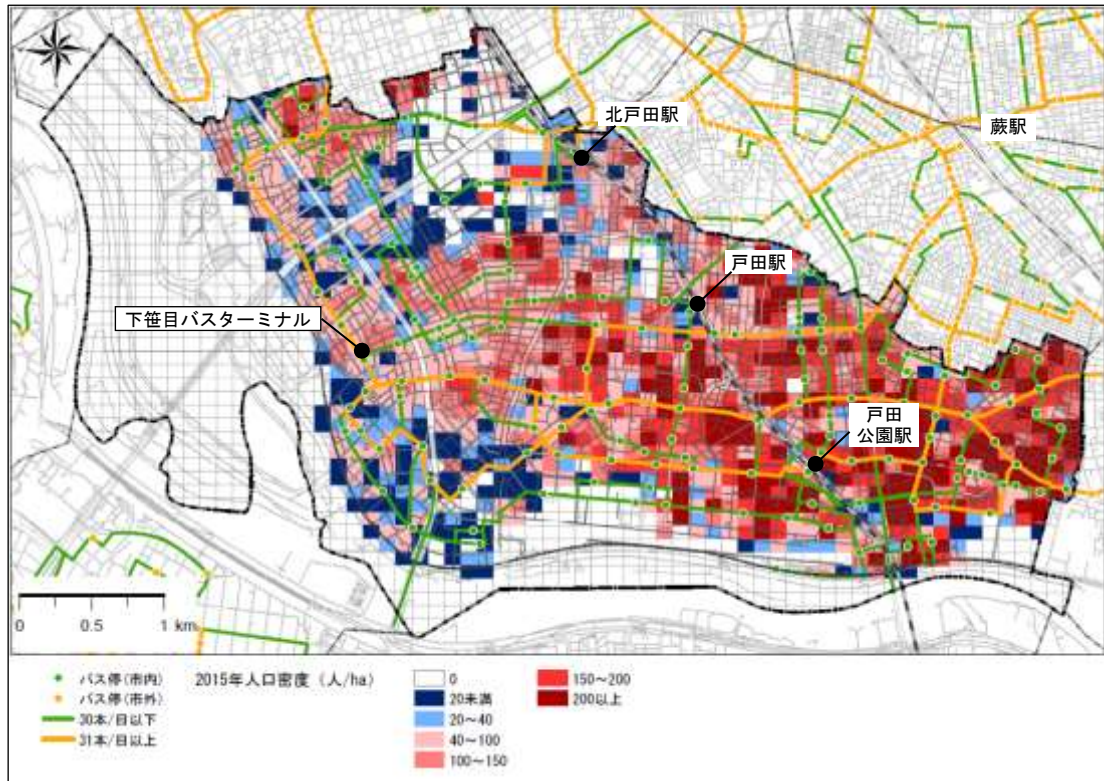 北戸田駅
蕨駅
戸田駅
下笹目バスターミナル
戸田
公園駅
0 0.5 1 km
バス停(市内)
バス停(市外)
30本/日以下
31本/日以上
2015年人口密度 (人/ha)
0
20未満
20~40
40~100
100~150
150~200
200以上